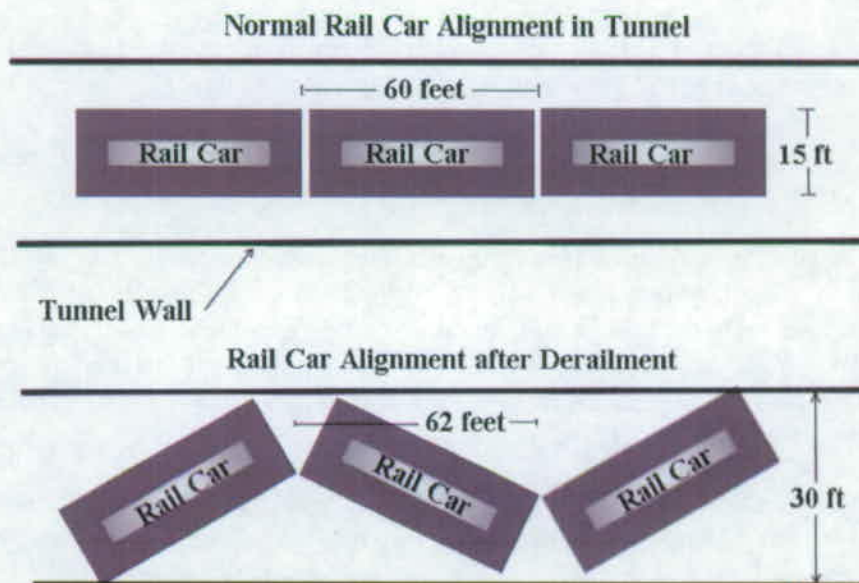 Normal Rail Car Alignment in Tunnel
60 feet
Rail Car
Rail Car
Rail Car
15 ft
Tunnel Wall
Rail Car Alignment after Derailment
62 feet
Rail Car
Rail Car
Rail Car
30 ft